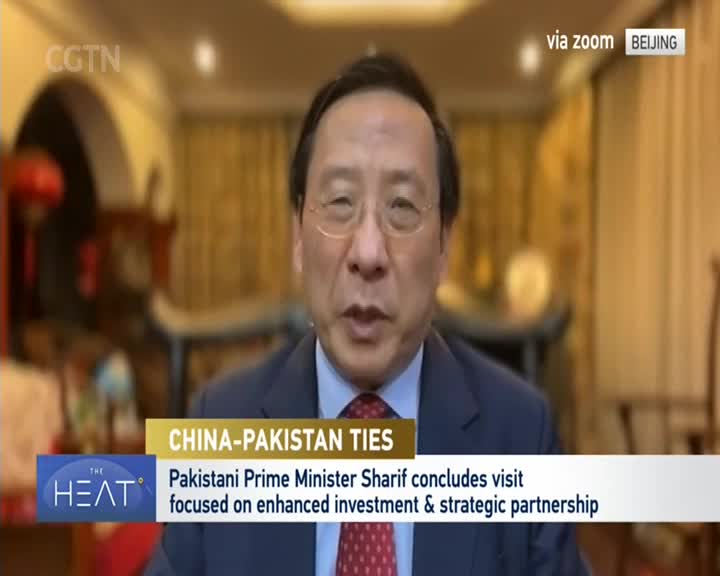 CGTN
via zoom BEIJING
CHINA-PAKISTAN TIES
THE
HEAT
Pakistani Prime Minister Sharif concludes visit
focused on enhanced investment & strategic partnership